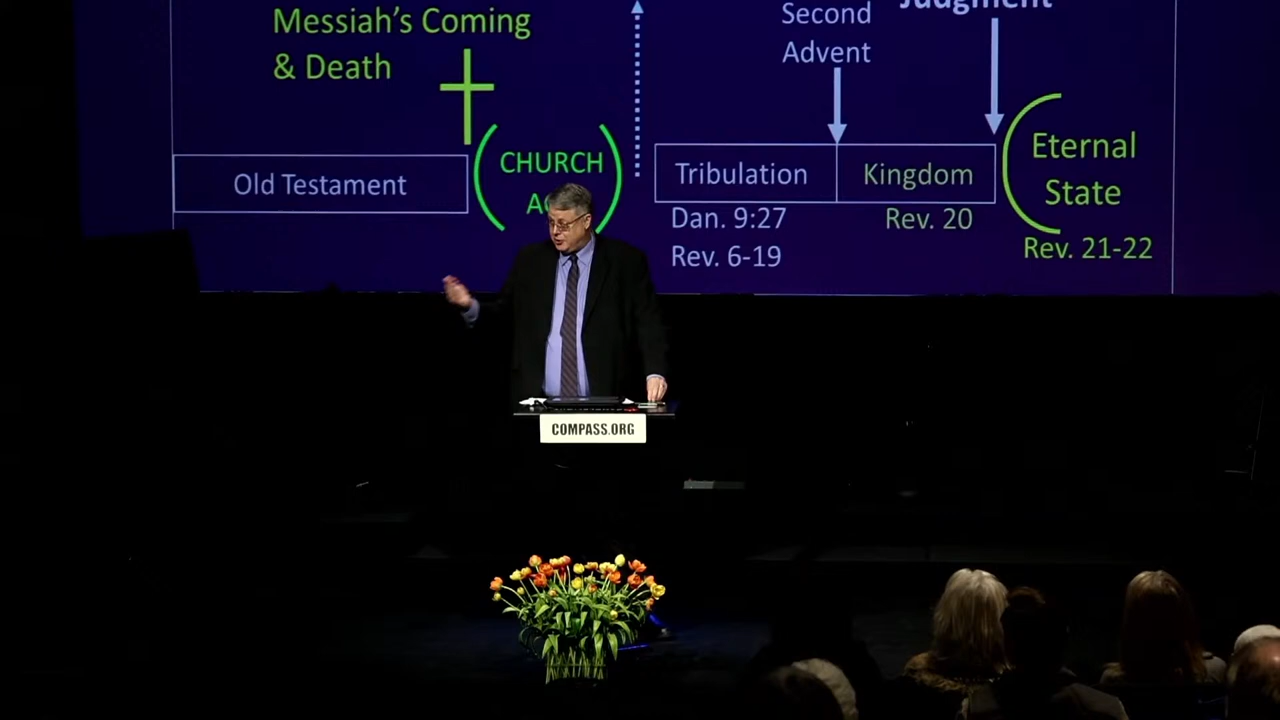 Messiah's Coming
& Death
Second
Advent
Judgment
Old Testament
CHURCH
Tribulation
Kingdom
Eternal
State
Dan. 9:27
Rev. 6-19
Rev. 20
Rev. 21-22
COMPASS.ORG